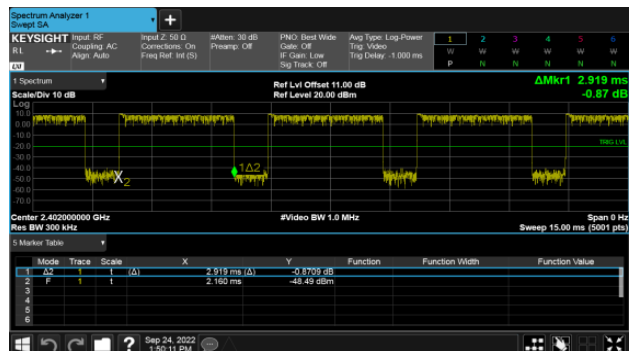 Spectrum Analyzer 1
Swept SA
KEYSIGHT Input: RF Input Z: 50 Ω #Atten: 30 dB PNO: Best Wide Avg Type: Log-Power 1 2 3 4 5 6
RL Coupling: AC Corrections: On Preamp: Off Gate: Off Trig: Video W W W W W W
Align: Auto Freq Ref: Int (S) IF Gain: Low Trig Delay: -1.000 ms P N N N N N
LXI Sig Track: Off
1 Spectrum Ref Lvl Offset 11.00 dB ΔMkr1 2.919 ms
Scale/Div 10 dB Ref Level 20.00 dBm -0.87 dB
Log
10.0
0.00
-10.0
-20.0 TRIG LVL
-30.0
-40.0 1Δ2
-50.0 X2
-60.0
-70.0
Center 2.402000000 GHz #Video BW 1.0 MHz Span 0 Hz
Res BW 300 kHz Sweep 15.00 ms (5001 pts)
5 Marker Table
Mode Trace Scale X Y Function Function Width Function Value
1 Δ2 1 t (Δ) 2.919 ms (Δ) -0.8709 dB
2 F 1 t 2.160 ms -48.49 dBm
3
4
5
6
? Sep 24, 2022
1:50:11 PM